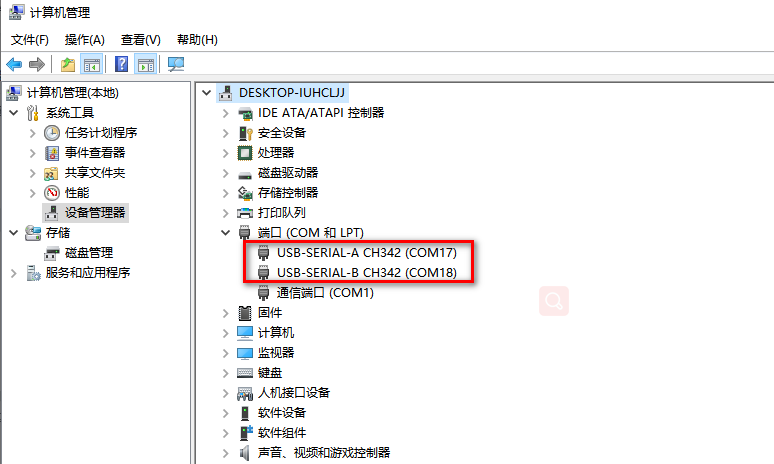 计算机管理
文件(F) 操作(A) 查看(V) 帮助(H)
计算机管理(本地)
系统工具
任务计划程序
事件查看器
共享文件夹
性能
设备管理器
存储
磁盘管理
服务和应用程序
DESKTOP-IUHCLJJ
IDE ATA/ATAPI 控制器
安全设备
处理器
磁盘驱动器
存储控制器
打印队列
端口 (COM 和 LPT)
USB-SERIAL-A CH342 (COM17)
USB-SERIAL-B CH342 (COM18)
通信端口 (COM1)
固件
计算机
监视器
键盘
人机接口设备
软件设备
软件组件
声音、视频和游戏控制器